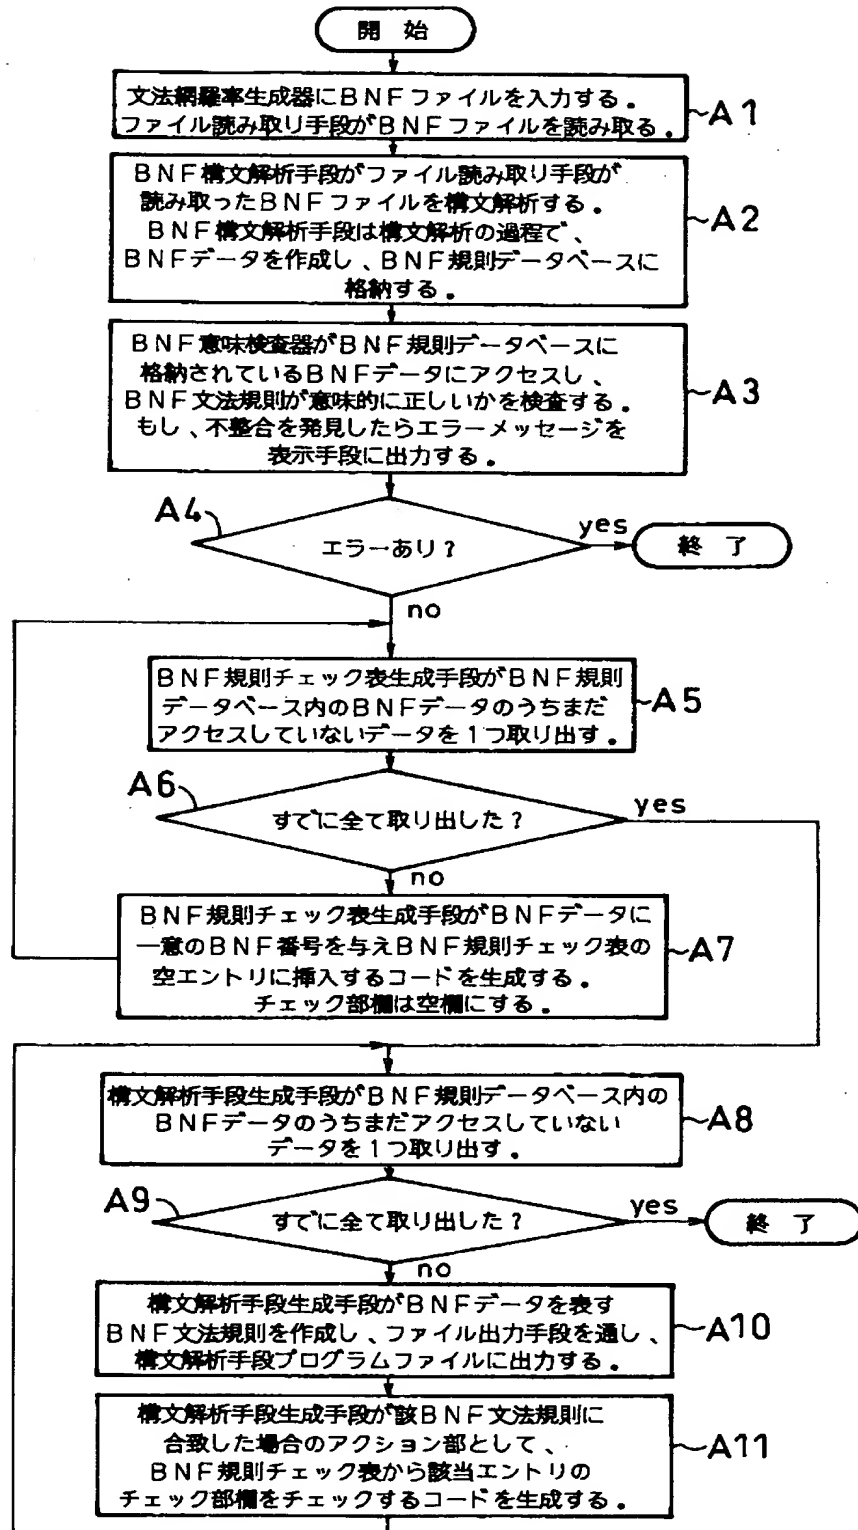 開 始
文法網羅率生成器にBNFファイルを入力する.
ファイル読み取り手段がBNFファイルを読み取る.
A1
BNF構文解析手段がファイル読み取り手段が
読み取ったBNFファイルを構文解析する.
BNF構文解析手段は構文解析の過程で、
BNFデータを作成し、BNF規則データベースに
格納する.
A2
BNF意味検査器がBNF規則データベースに
格納されているBNFデータにアクセスし、
BNF文法規則が意味的に正しいかを検査する.
もし、不整合を発見したらエラーメッセージを
表示手段に出力する.
A3
A4
エラーあり?
yes
終 了
no
BNF規則チェック表生成手段がBNF規則
データベース内のBNFデータのうちまだ
アクセスしていないデータを1つ取り出す.
A5
A6
すでに全て取り出した?
yes
no
BNF規則チェック表生成手段がBNFデータに
一意のBNF番号を与えBNF規則チェック表の
空エントリに挿入するコードを生成する.
チェック部欄は空欄にする.
A7
構文解析手段生成手段がBNF規則データベース内の
BNFデータのうちまだアクセスしていない
データを1つ取り出す.
A8
A9
すでに全て取り出した?
yes
終 了
no
構文解析手段生成手段がBNFデータを表す
BNF文法規則を作成し、ファイル出力手段を通し、
構文解析手段プログラムファイルに出力する.
A10
構文解析手段生成手段が該BNF文法規則に
合致した場合のアクション部として、
BNF規則チェック表から該当エントリの
チェック部欄をチェックするコードを生成する.
A11